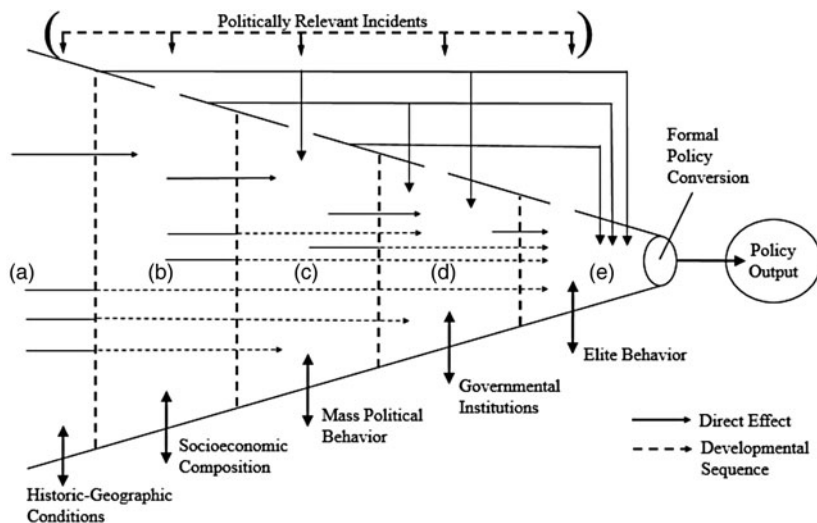 Politically Relevant Incidents
Formal
Policy
Conversion
(a)
(b)
(c)
(d)
(e)
Policy
Output
Elite Behavior
Governmental
Institutions
Mass Political
Behavior
Socioeconomic
Composition
Historic-Geographic
Conditions
Direct Effect
Developmental
Sequence